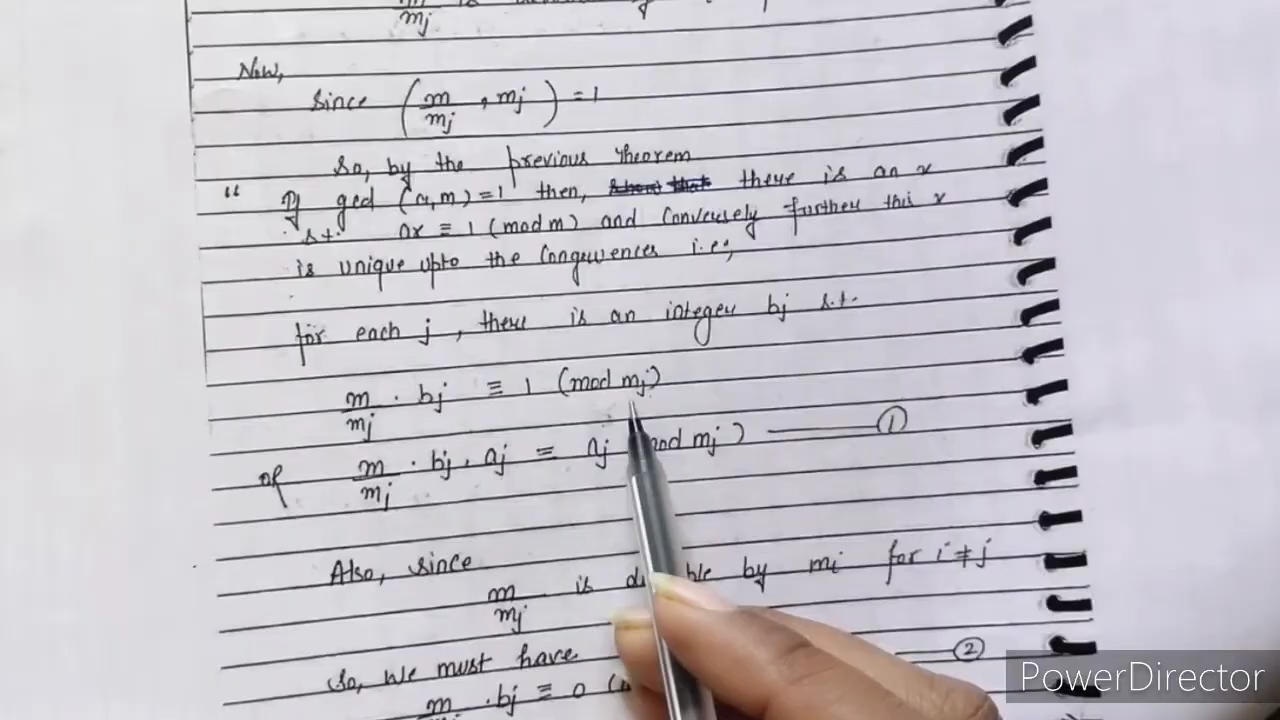 m/mj is
Now,
since (m/mj , mj) = 1
so, by the previous theorem
“ If gcd (a,m) = 1 then, there is an x
s.t. ax ≡ 1 (mod m) and conversely further this x
is unique upto the congruences i.e.,
for each j, there is an integer bj s.t.
m/mj · bj ≡ 1 (mod mj)
or m/mj · bj · aj ≡ aj mod mj) —— ①
Also, since
m/mj is by mi for i ≠ j
so, we must have
m/mj · bj ≡ 0 ( —— ②
PowerDirector